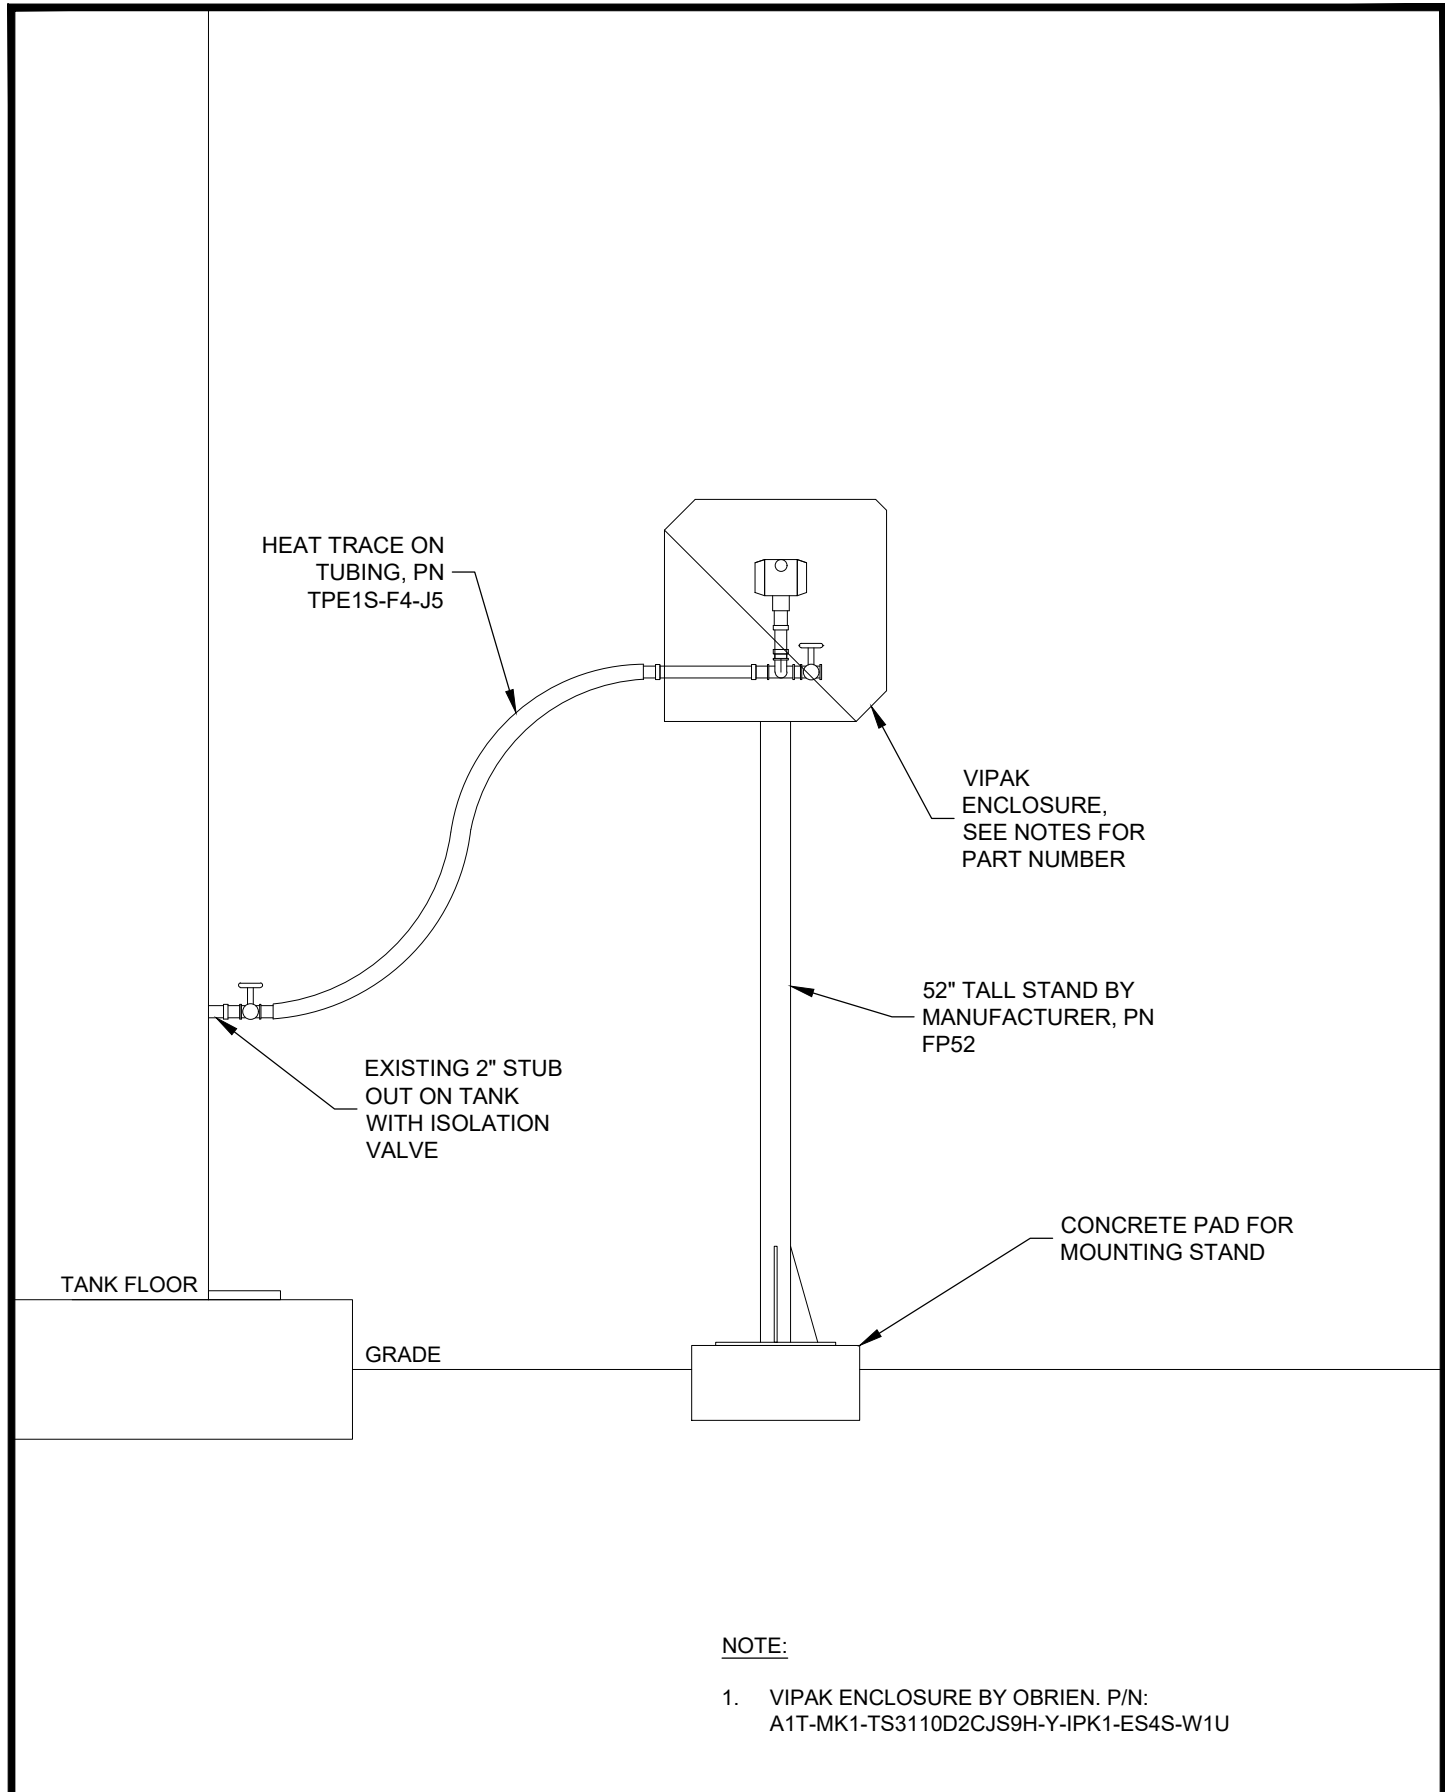 HEAT TRACE ON
TUBING, PN
TPE1S-F4-J5
VIPAK
ENCLOSURE,
SEE NOTES FOR
PART NUMBER
52" TALL STAND BY
MANUFACTURER, PN
FP52
EXISTING 2" STUB
OUT ON TANK
WITH ISOLATION
VALVE
CONCRETE PAD FOR
MOUNTING STAND
TANK FLOOR
GRADE
NOTE:
1. VIPAK ENCLOSURE BY OBRIEN. P/N:
A1T-MK1-TS3110D2CJS9H-Y-IPK1-ES4S-W1U